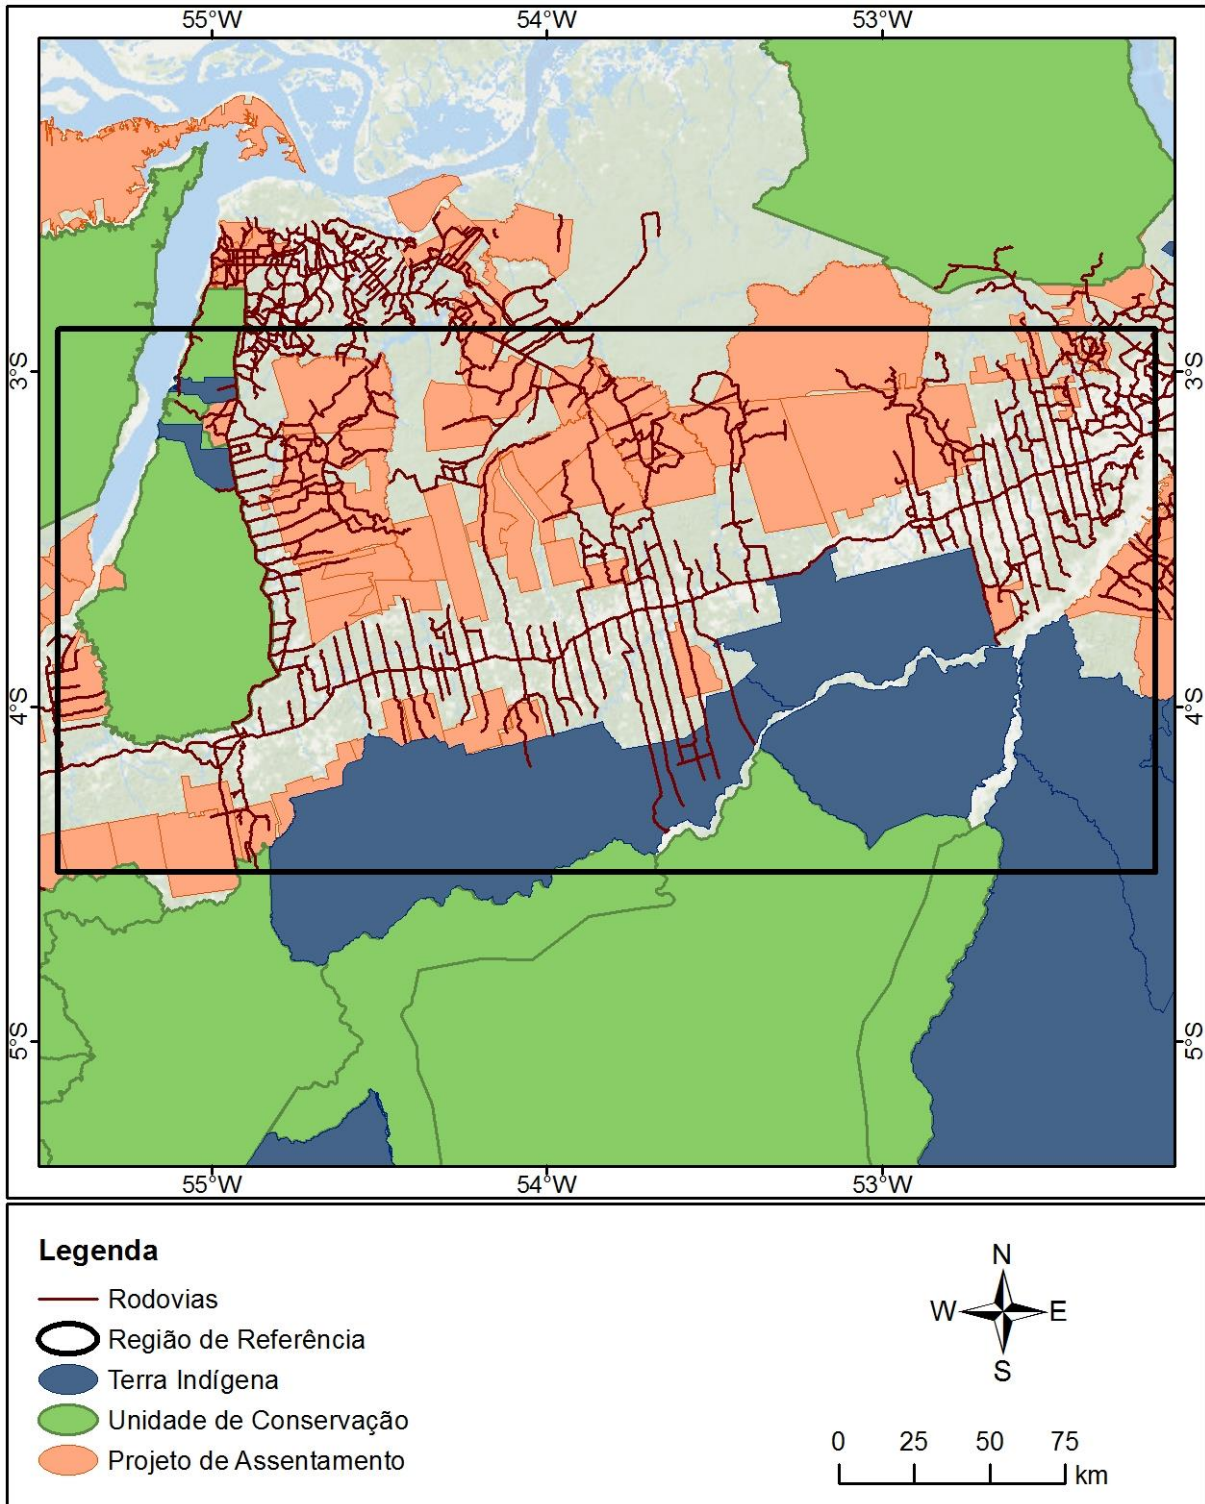 55°W 54°W 53°W
3°S 3°S
4°S 4°S
5°S 5°S
55°W 54°W 53°W
Legenda
Rodovias
Região de Referência
Terra Indígena
Unidade de Conservação
Projeto de Assentamento
N
W E
S
0 25 50 75
km